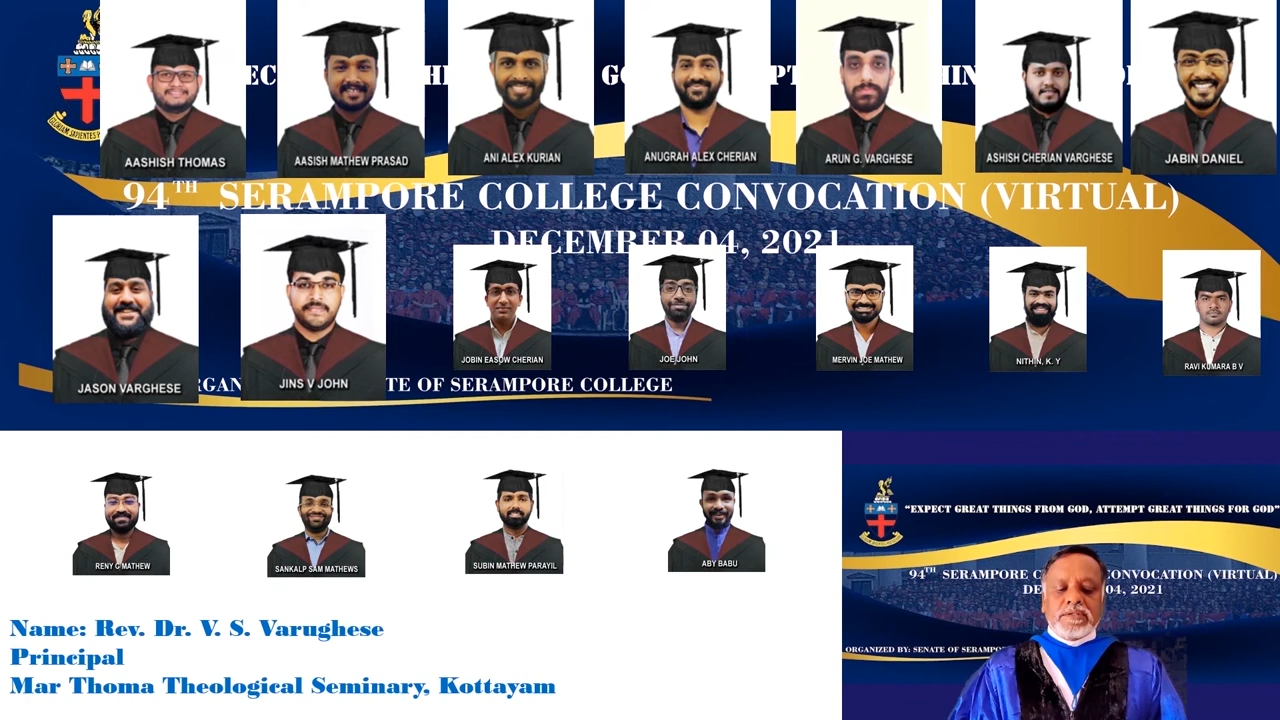 AASHISH THOMAS
AASISH MATHEW PRASAD
ANI ALEX KURIAN
ANUGRAH ALEX CHERIAN
ARUN G. VARGHESE
ASHISH CHERIAN VARGHESE
JABIN DANIEL
94TH SERAMPORE COLLEGE CONVOCATION (VIRTUAL)
DECEMBER 04, 2021
JASON VARGHESE
JINS V JOHN
JOBIN EASOW CHERIAN
JOE JOHN
MERVIN JOE MATHEW
NITHIN. K. Y
RAVI KUMARA B V
OF SERAMPORE COLLEGE
RENY C MATHEW
SANKALP SAM MATHEWS
SUBIN MATHEW PARAYIL
ABY BABU
"EXPECT GREAT THINGS FROM GOD, ATTEMPT GREAT THINGS FOR GOD"
94TH SERAMPORE C ONVOCATION (VIRTUAL)
DE 04, 2021
ORGANIZED BY: SENATE OF SERAMPO
Name: Rev. Dr. V. S. Varughese
Principal
Mar Thoma Theological Seminary, Kottayam